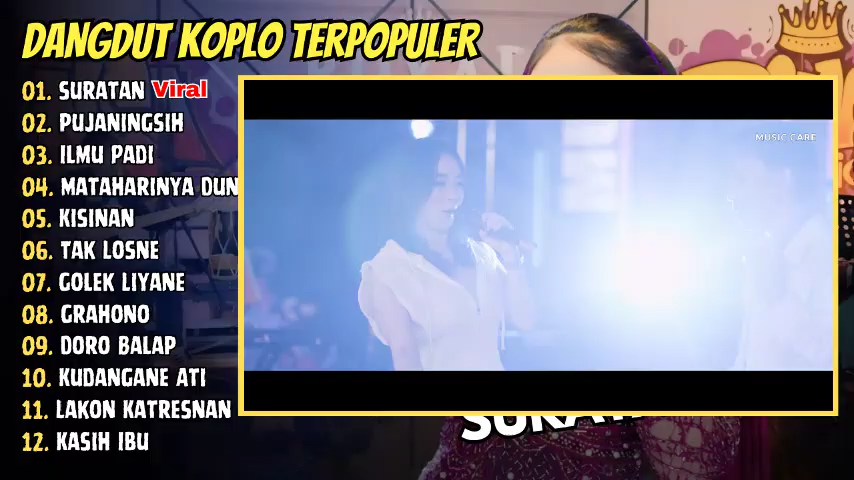 DANGDUT KOPLO TERPOPULER
01. SURATAN Viral
02. PUJANINGSIH
03. ILMU PADI
04. MATAHARINYA DUN
05. KISINAN
06. TAK LOSNE
07. GOLEK LIYANE
08. GRAHONO
09. DORO BALAP
10. KUDANGANE ATI
11. LAKON KATRESNAN
12. KASIH IBU
MUSIC.CARE